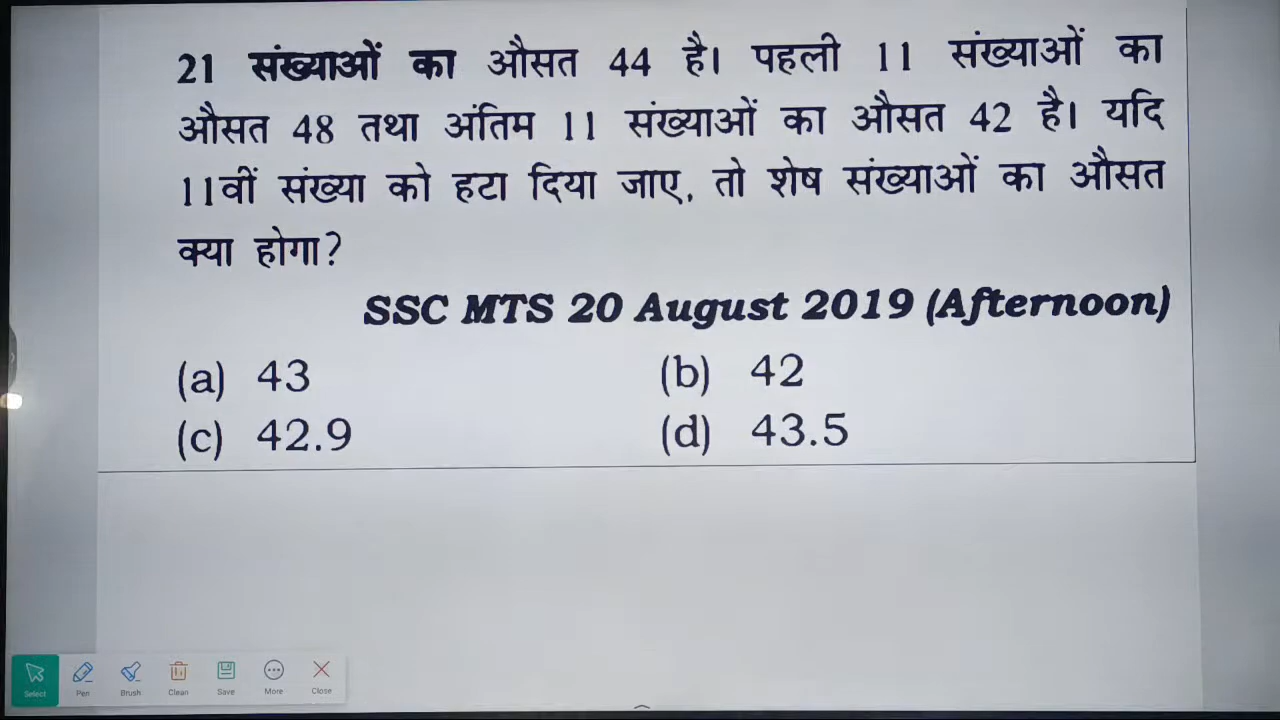 21 संख्याओं का औसत 44 है। पहली 11 संख्याओं का
औसत 48 तथा अंतिम 11 संख्याओं का औसत 42 है। यदि
11वीं संख्या को हटा दिया जाए, तो शेष संख्याओं का औसत
क्या होगा?
SSC MTS 20 August 2019 (Afternoon)
(a) 43 (b) 42
(c) 42.9 (d) 43.5
Select Pen Brush Clean Save More Close